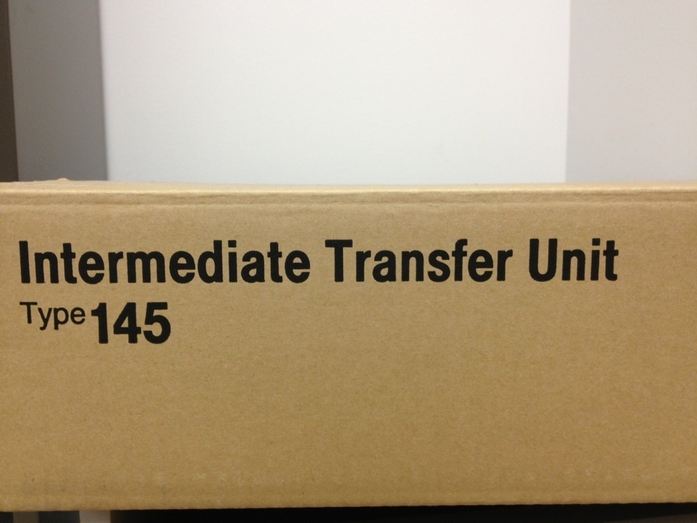 Intermediate Transfer Unit
Type 145